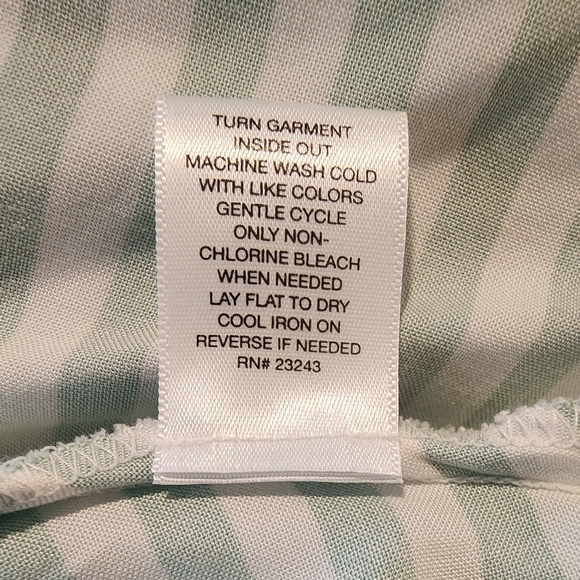 TURN GARMENT
INSIDE OUT
MACHINE WASH COLD
WITH LIKE COLORS
GENTLE CYCLE
ONLY NON-
CHLORINE BLEACH
WHEN NEEDED
LAY FLAT TO DRY
COOL IRON ON
REVERSE IF NEEDED
RN# 23243